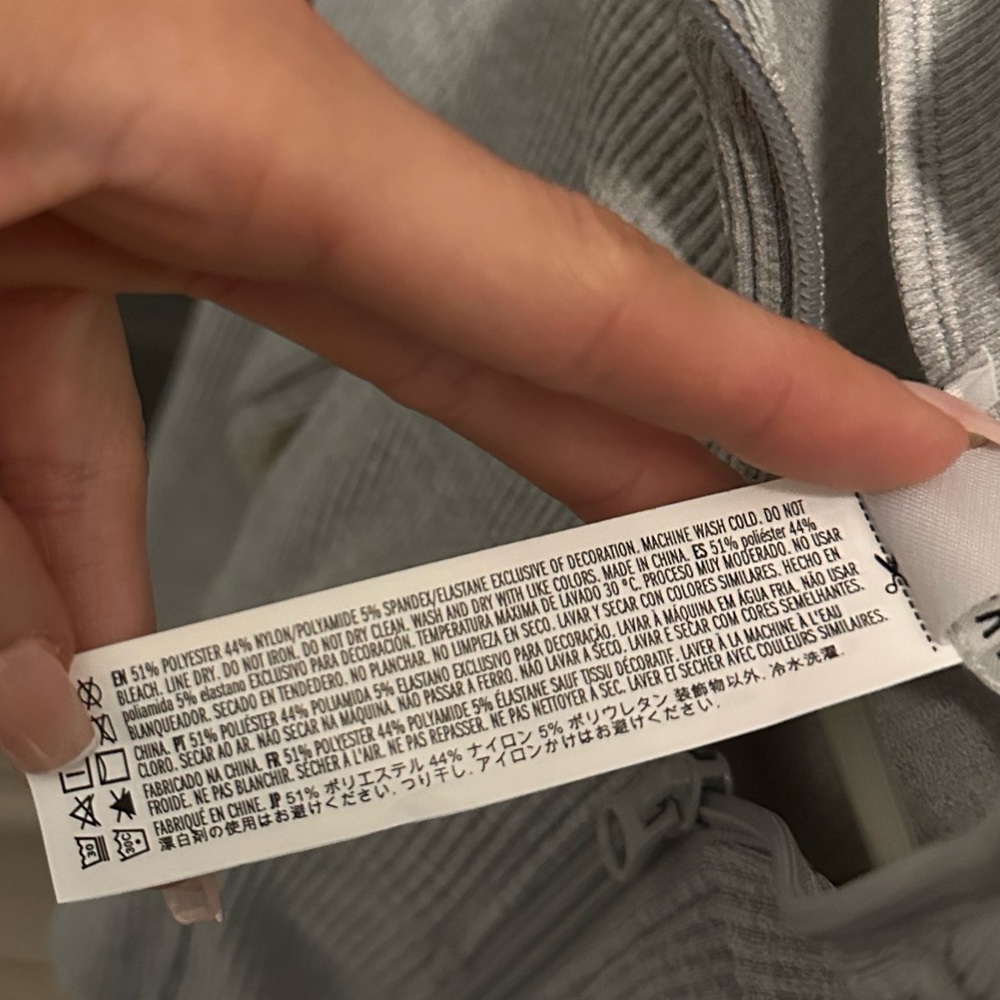 EN 51% POLYESTER 44% NYLON/POLYAMIDE 5% SPANDEX/ELASTANE EXCLUSIVE OF DECORATION. MACHINE WASH COLD. DO NOT
BLEACH. LINE DRY. DO NOT IRON. DO NOT DRY CLEAN. WASH AND DRY WITH LIKE COLORS. MADE IN CHINA. ES 51% poliéster 44%
poliamida 5% elastano EXCLUSIVO PARA DECORACIÓN. TEMPERATURA MAXIMA DE LAVADO 30 °C. PROCESO MUY MODERADO. NO USAR
BLANQUEADOR. SECADO EN TENDEDERO. NO PLANCHAR. NO LIMPIEZA EN SECO. LAVAR Y SECAR CON COLORES SIMILARES. HECHO EN
CHINA. PT 51% POLIÉSTER 44% POLIAMIDA 5% ELASTANO EXCLUSIVO PARA DECORAÇÃO. LAVAR À MÁQUINA EM ÁGUA FRIA. NÃO USAR
CLORO. SECAR AO AR. NÃO SECAR NA MÁQUINA. NÃO PASSAR A FERRO. NÃO LAVAR À SECO. LAVAR E SECAR COM CORES SEMELHANTES.
FABRICADO NA CHINA. FR 51% POLYESTER 44% POLYAMIDE 5% ÉLASTANE SAUF TISSU DÉCORATIF. LAVER À LA MACHINE À L'EAU
FROIDE. NE PAS BLANCHIR. SÉCHER À L'AIR. NE PAS REPASSER. NE PAS NETTOYER À SEC. LAVER ET SÉCHER AVEC COULEURS SIMILAIRES.
FABRIQUÉ EN CHINE. JP 51% ポリエステル 44% ナイロン 5% ポリウレタン 装飾物以外. 冷水洗濯.
漂白剤の使用はお避けください. つり干し. アイロンかけはお避けください.
30
30C